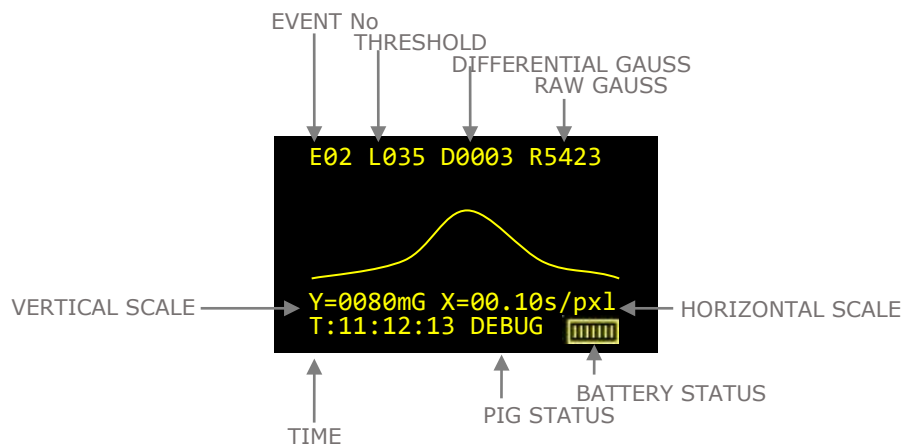 EVENT No
THRESHOLD
DIFFERENTIAL GAUSS
RAW GAUSS
E02 L035 D0003 R5423
VERTICAL SCALE
Y=0080mG X=00.10s/pxl
HORIZONTAL SCALE
T:11:12:13 DEBUG
BATTERY STATUS
PIG STATUS
TIME